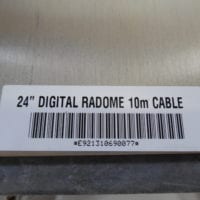 24" DIGITAL RADOME 10m CABLE
*E921310690077*